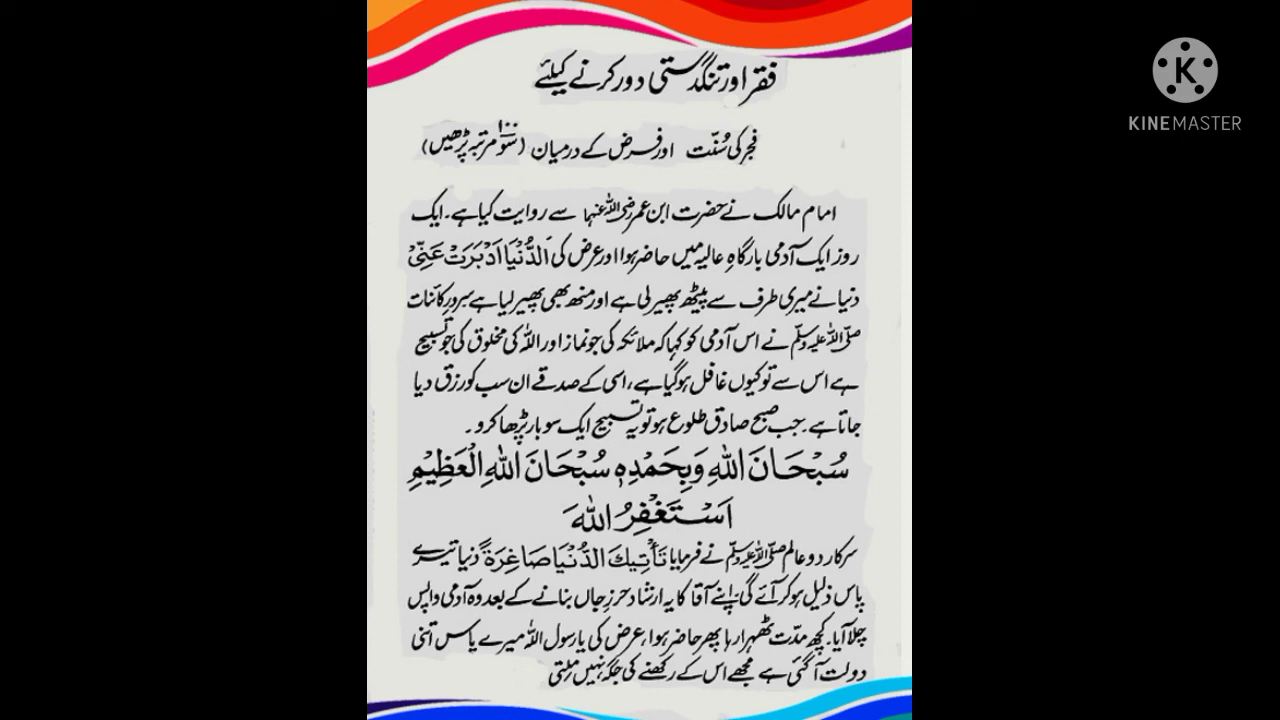 فقر اور تنگدستی دور کرنے کیلئے
فجر کی سُنّت اور فرض کے درمیان (۱۰۰ سَو مرتبہ پڑھیں)
امام مالک نے حضرت ابن عمر رضی اللہ عنہما سے روایت کیا ہے۔ ایک
روز ایک آدمی بارگاہِ عالیہ میں حاضر ہوا اور عرض کی اَلدُّنْیَا اَدْبَرَتْ عَنِّیْ
دنیا نے میری طرف سے پیٹھ پھیر لی ہے اور منھ بھی پھیر لیا ہے سرورِ کائنات
صلی اللہ علیہ وسلم نے اس آدمی کو کہا کہ ملائکہ کی جو نماز اور اللہ کی مخلوق کی جو تسبیح
ہے اس سے تو کیوں غافل ہو گیا ہے، اسی کے صدقے ان سب کو رزق دیا
جاتا ہے۔ جب صبح صادق طلوع ہو تو یہ تسبیح ایک سو بار پڑھا کرو۔
سُبْحَانَ اللهِ وَبِحَمْدِهٖ سُبْحَانَ اللهِ الْعَظِیْمِ
اَسْتَغْفِرُ اللهَ
سرکار دو عالم صلی اللہ علیہ وسلم نے فرمایا تَأْتِیْكَ الدُّنْیَا صَاغِرَةً دنیا تیرے
پاس ذلیل ہو کر آئے گی، اپنے آقا کا یہ ارشاد حرزِ جاں بنانے کے بعد وہ آدمی واپس
چلا آیا۔ کچھ مدّت ٹھہرا رہا پھر حاضر ہوا، عرض کی یا رسول اللہ میرے پاس اتنی
دولت آ گئی ہے مجھے اس کے رکھنے کی جگہ نہیں ملتی
K
KINEMASTER